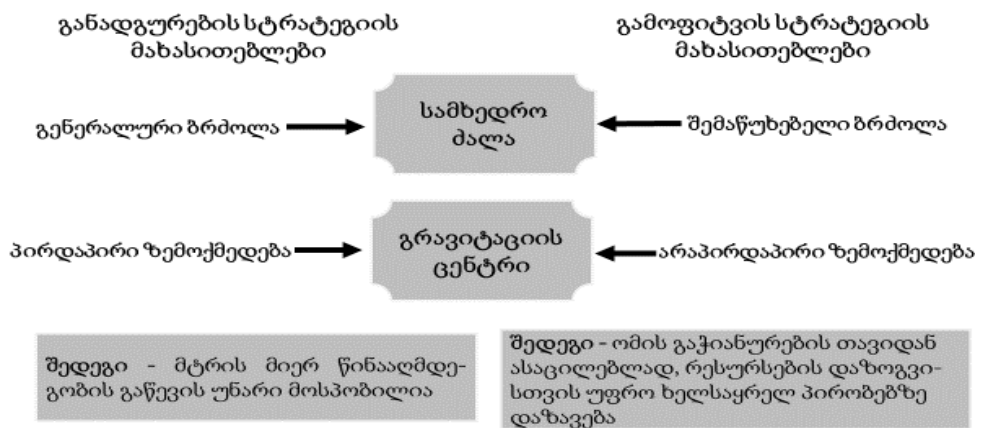 განადგურების სტრატეგიის
მახასითებლები
გამოფიტვის სტრატეგიის
მახასითებლები
გენერალური ბრძოლა
სამხედრო
ძალა
შემაწუხებელი ბრძოლა
პირდაპირი ზემოქმედება
გრავიტაციის
ცენტრი
არაპირდაპირი ზემოქმედება
შედეგი - მტრის მიერ წინააღმდე-
გობის გაწევის უნარი მოსპობილია
შედეგი - ომის გაჭიანურების თავიდან
ასაცილებლად, რესურსების დაზოგვი-
სთვის უფრო ხელსაყრელ პირობებზე
დაზავება